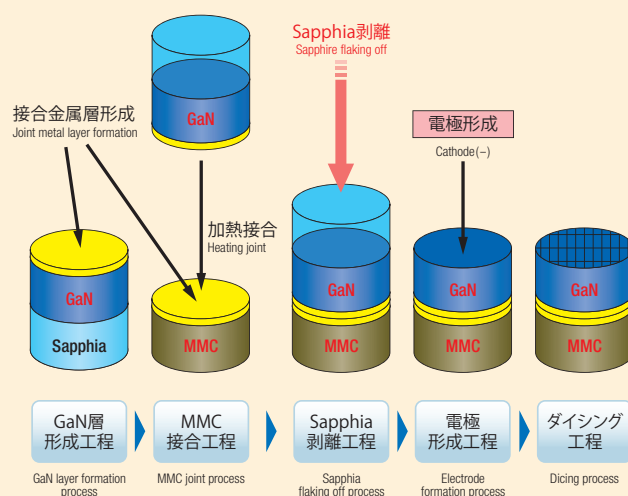 Sapphia剥離
Sapphire flaking off
GaN
接合金属層形成
Joint metal layer formation
電極形成
Cathode(−)
加熱接合
Heating joint
GaN
Sapphia
MMC
GaN
MMC
GaN
MMC
GaN
MMC
GaN層
形成工程
MMC
接合工程
Sapphia
剥離工程
電極
形成工程
ダイシング
工程
GaN layer formation
process
MMC joint process
Sapphia
flaking off process
Electrode
formation process
Dicing process